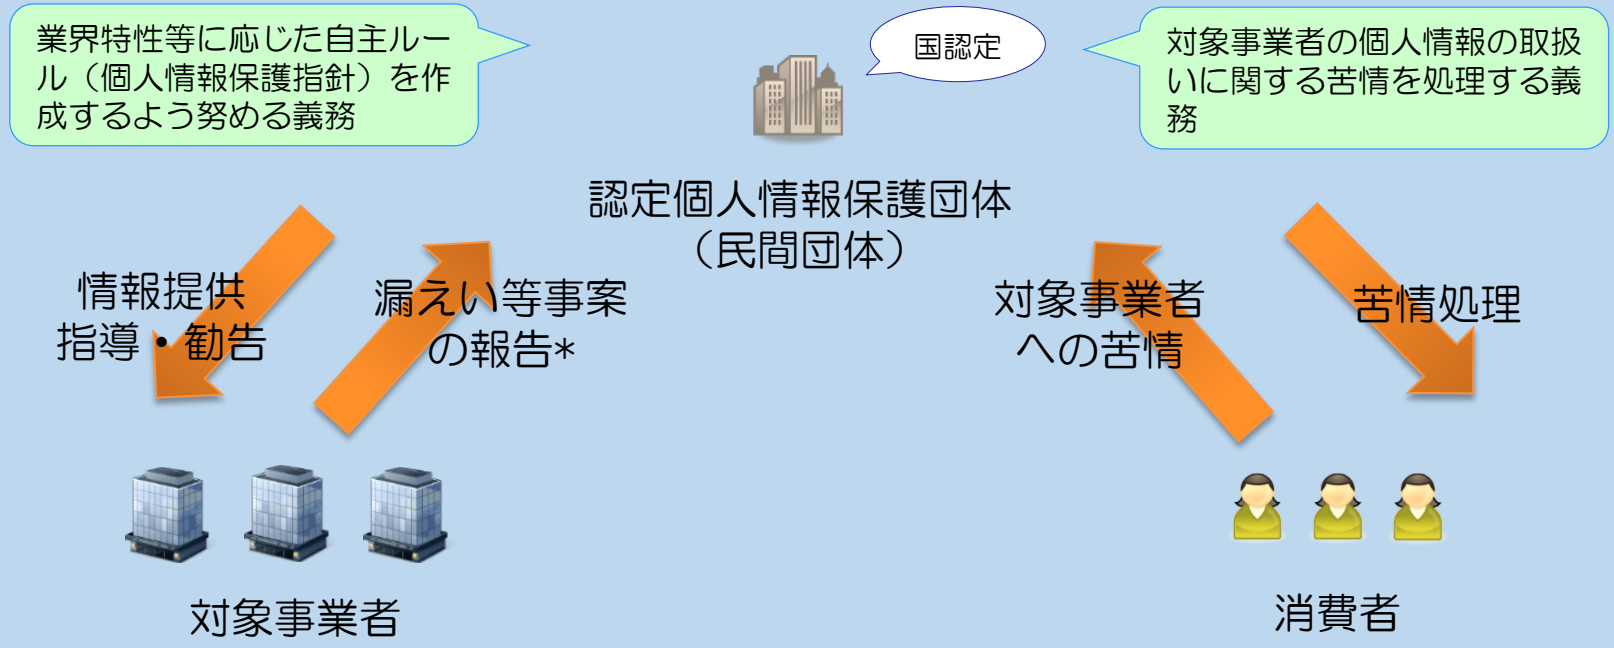 業界特性等に応じた自主ルー
ル（個人情報保護指針）を作
成するよう努める義務
国認定
対象事業者の個人情報の取扱
いに関する苦情を処理する義
務
認定個人情報保護団体
（民間団体）
情報提供
指導・勧告
漏えい等事案
の報告*
対象事業者
への苦情
苦情処理
対象事業者
消費者